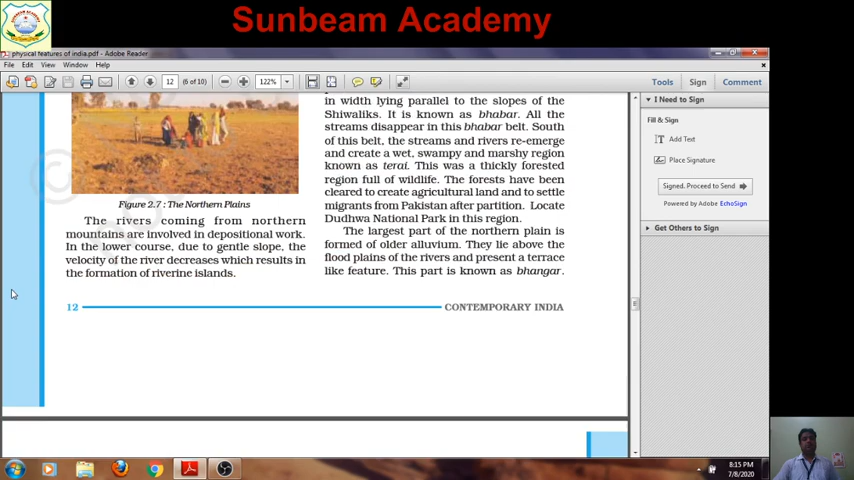 Sunbeam Academy
physical features of india.pdf - Adobe Reader
File Edit View Window Help
12 (6 of 10) 122% Tools Sign Comment
I Need to Sign
Fill & Sign
Add Text
Place Signature
Signed. Proceed to Send
Powered by Adobe EchoSign
Get Others to Sign
Figure 2.7 : The Northern Plains
The rivers coming from northern
mountains are involved in depositional work.
In the lower course, due to gentle slope, the
velocity of the river decreases which results in
the formation of riverine islands.
in width lying parallel to the slopes of the
Shiwaliks. It is known as bhabar. All the
streams disappear in this bhabar belt. South
of this belt, the streams and rivers re-emerge
and create a wet, swampy and marshy region
known as terai. This was a thickly forested
region full of wildlife. The forests have been
cleared to create agricultural land and to settle
migrants from Pakistan after partition. Locate
Dudhwa National Park in this region.
The largest part of the northern plain is
formed of older alluvium. They lie above the
flood plains of the rivers and present a terrace
like feature. This part is known as bhangar.
12 CONTEMPORARY INDIA
8:15 PM
7/8/2020